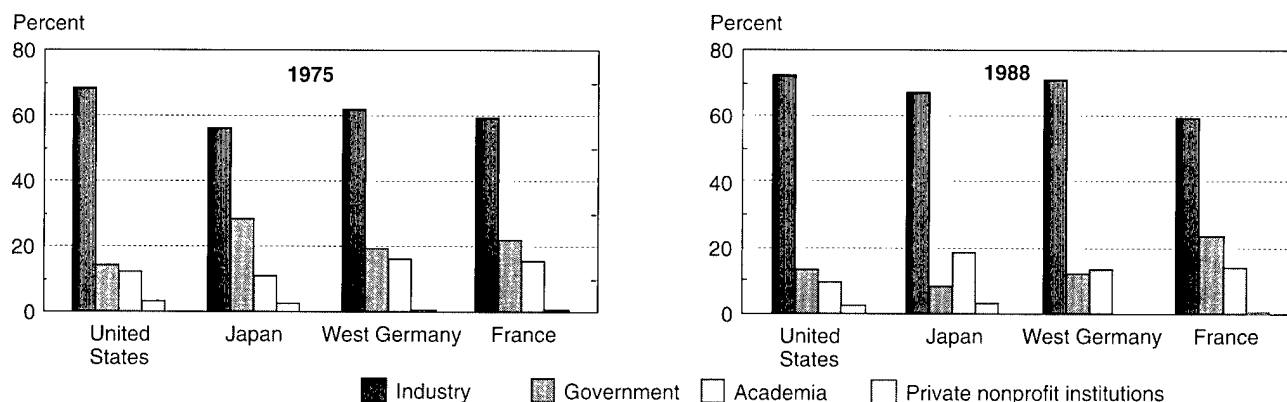 Percent
80
60
40
20
0
1975
United States
Japan
West Germany
France
Percent
80
60
40
20
0
1988
United States
Japan
West Germany
France
Industry
Government
Academia
Private nonprofit institutions